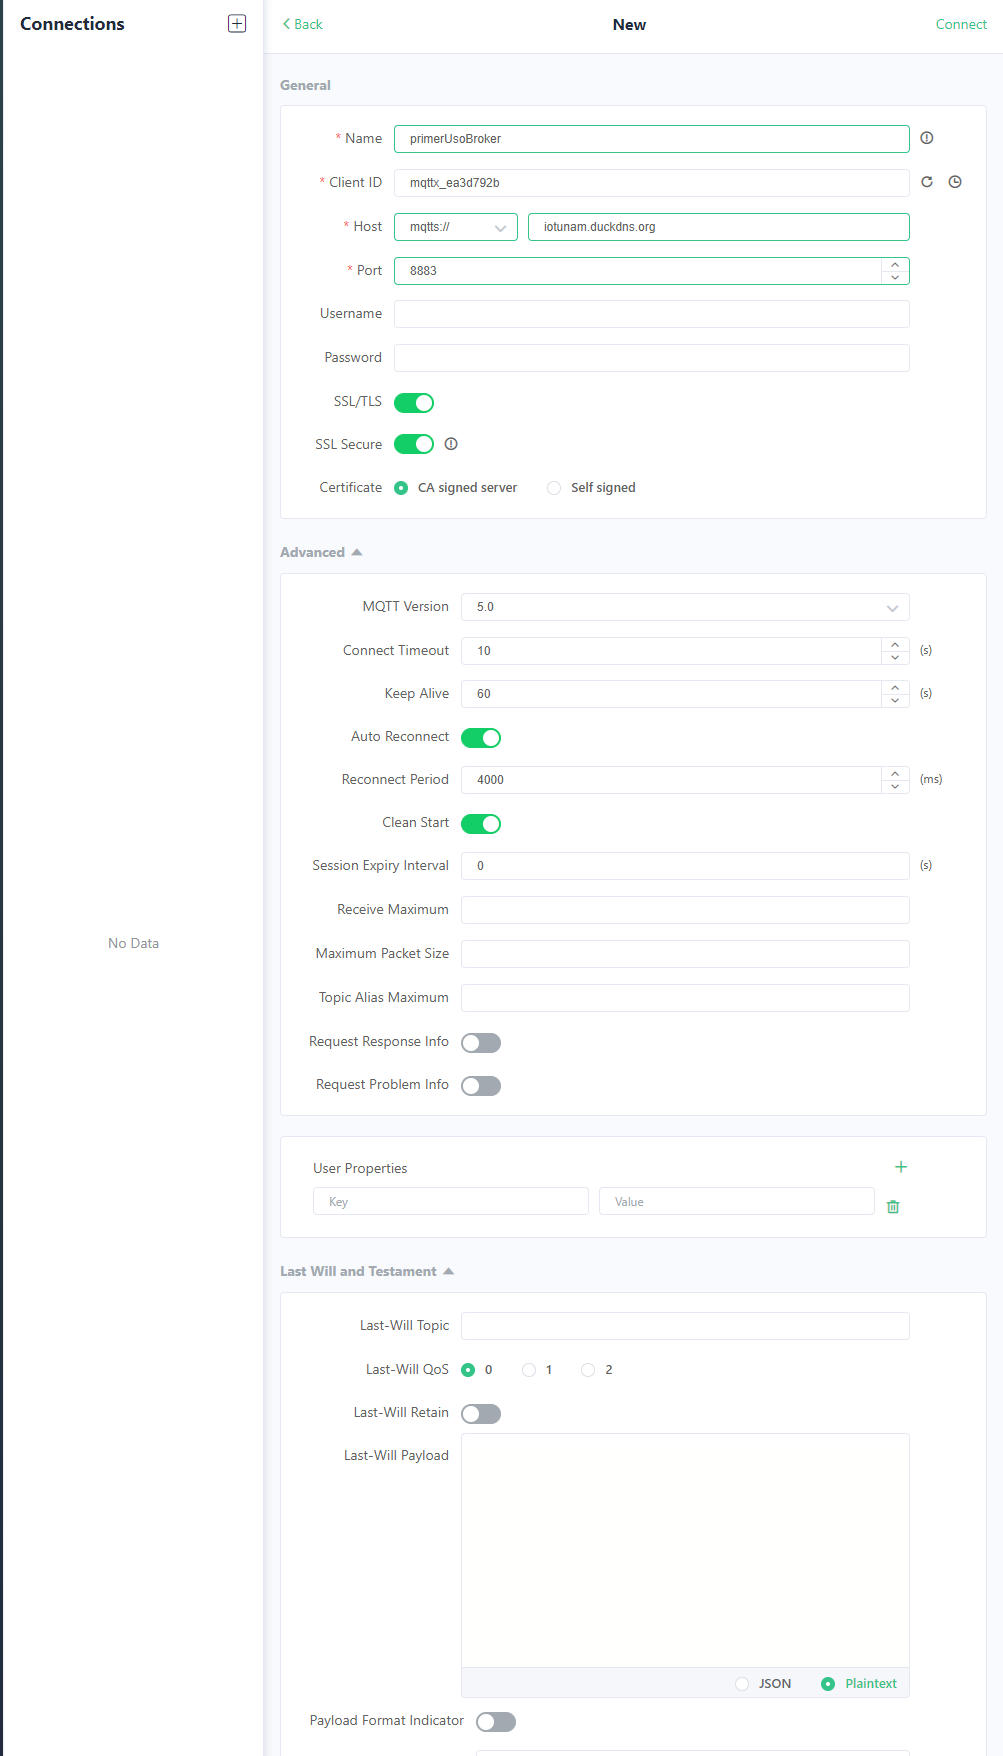 Connections
Back
New
Connect
General
* Name primerUsoBroker
* Client ID mqttx_ea3d792b
* Host mqtts:// iotunam.duckdns.org
* Port 8883
Username
Password
SSL/TLS
SSL Secure
Certificate CA signed server Self signed
Advanced
MQTT Version 5.0
Connect Timeout 10 (s)
Keep Alive 60 (s)
Auto Reconnect
Reconnect Period 4000 (ms)
Clean Start
Session Expiry Interval 0 (s)
Receive Maximum
No Data
Maximum Packet Size
Topic Alias Maximum
Request Response Info
Request Problem Info
User Properties
Key Value
Last Will and Testament
Last-Will Topic
Last-Will QoS 0 1 2
Last-Will Retain
Last-Will Payload
JSON Plaintext
Payload Format Indicator